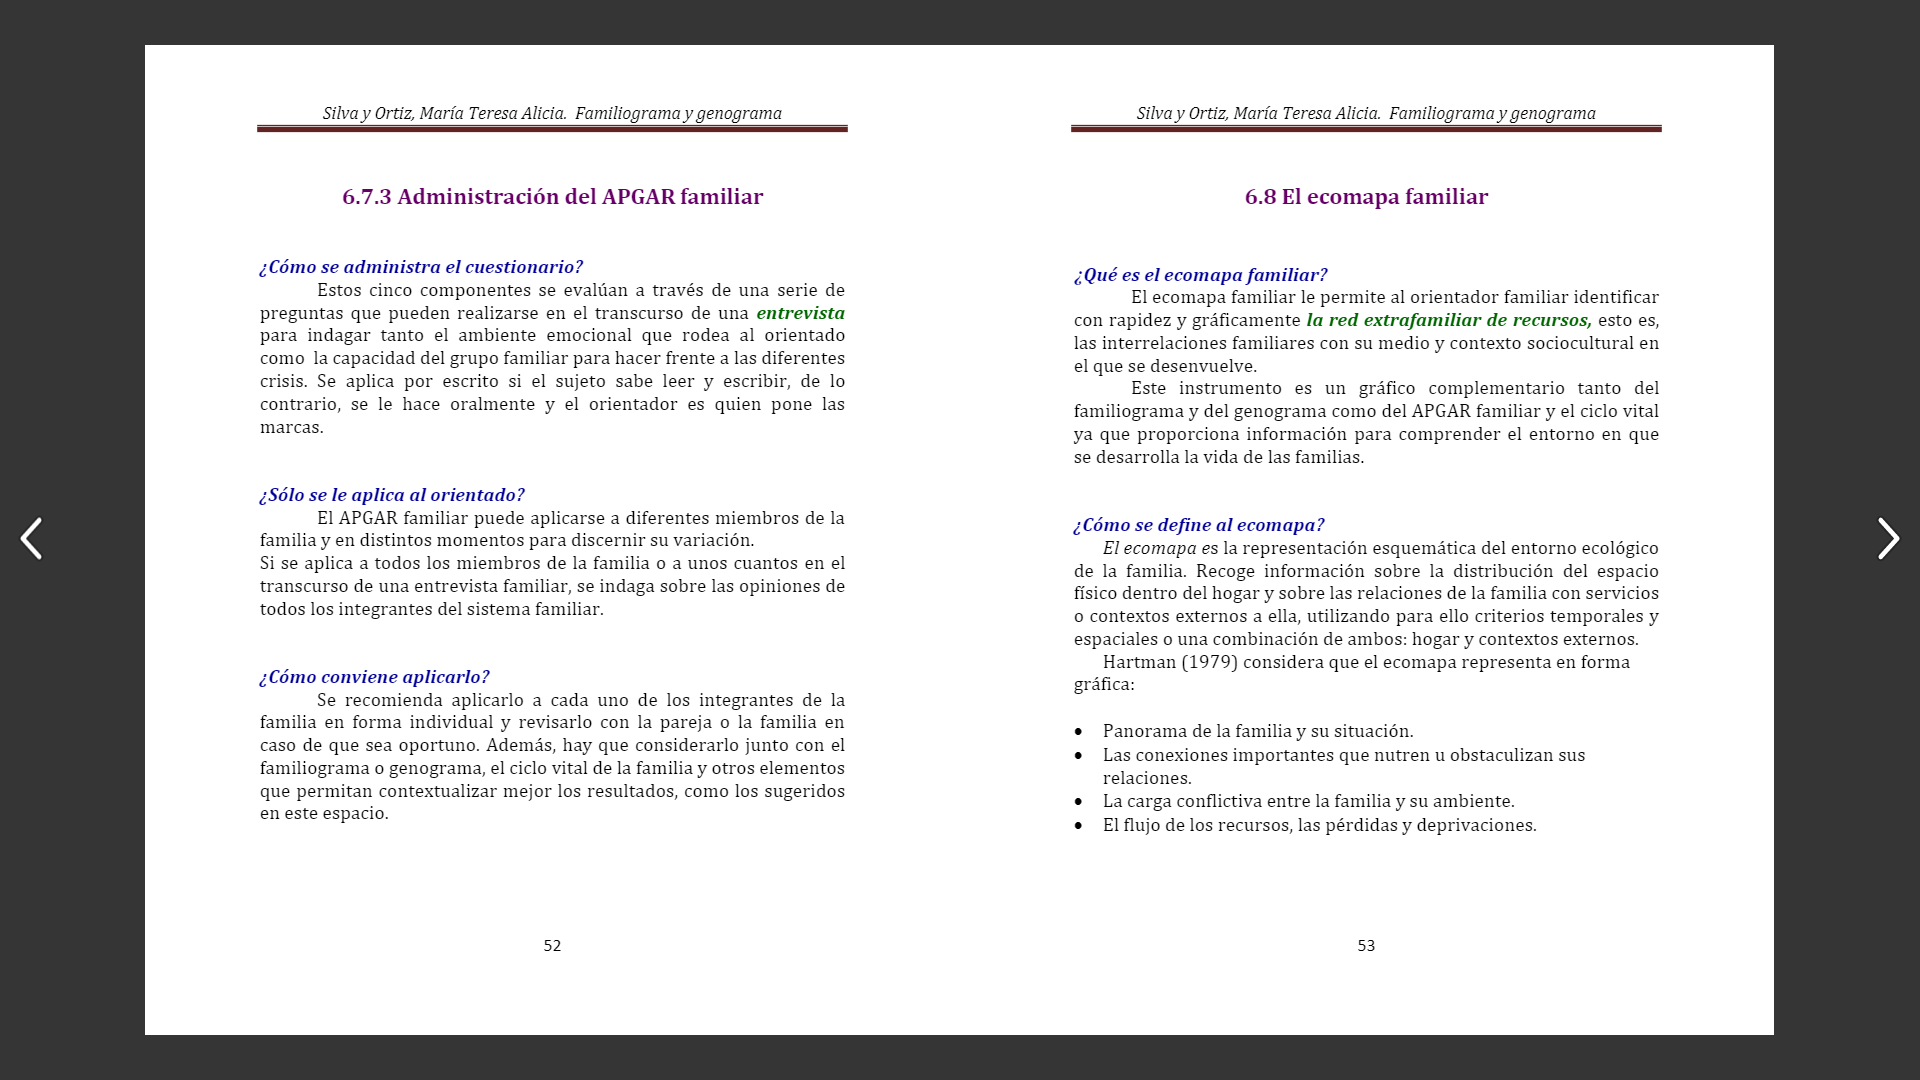 Silva y Ortiz, María Teresa Alicia. Familiograma y genograma
6.7.3 Administración del APGAR familiar
¿Cómo se administra el cuestionario?
Estos cinco componentes se evalúan a través de una serie de
preguntas que pueden realizarse en el transcurso de una entrevista
para indagar tanto el ambiente emocional que rodea al orientado
como la capacidad del grupo familiar para hacer frente a las diferentes
crisis. Se aplica por escrito si el sujeto sabe leer y escribir, de lo
contrario, se le hace oralmente y el orientador es quien pone las
marcas.
¿Sólo se le aplica al orientado?
El APGAR familiar puede aplicarse a diferentes miembros de la
familia y en distintos momentos para discernir su variación.
Si se aplica a todos los miembros de la familia o a unos cuantos en el
transcurso de una entrevista familiar, se indaga sobre las opiniones de
todos los integrantes del sistema familiar.
¿Cómo conviene aplicarlo?
Se recomienda aplicarlo a cada uno de los integrantes de la
familia en forma individual y revisarlo con la pareja o la familia en
caso de que sea oportuno. Además, hay que considerarlo junto con el
familiograma o genograma, el ciclo vital de la familia y otros elementos
que permitan contextualizar mejor los resultados, como los sugeridos
en este espacio.
52
Silva y Ortiz, María Teresa Alicia. Familiograma y genograma
6.8 El ecomapa familiar
¿Qué es el ecomapa familiar?
El ecomapa familiar le permite al orientador familiar identificar
con rapidez y gráficamente la red extrafamiliar de recursos, esto es,
las interrelaciones familiares con su medio y contexto sociocultural en
el que se desenvuelve.
Este instrumento es un gráfico complementario tanto del
familiograma y del genograma como del APGAR familiar y el ciclo vital
ya que proporciona información para comprender el entorno en que
se desarrolla la vida de las familias.
¿Cómo se define al ecomapa?
El ecomapa es la representación esquemática del entorno ecológico
de la familia. Recoge información sobre la distribución del espacio
físico dentro del hogar y sobre las relaciones de la familia con servicios
o contextos externos a ella, utilizando para ello criterios temporales y
espaciales o una combinación de ambos: hogar y contextos externos.
Hartman (1979) considera que el ecomapa representa en forma
gráfica:
• Panorama de la familia y su situación.
• Las conexiones importantes que nutren u obstaculizan sus
relaciones.
• La carga conflictiva entre la familia y su ambiente.
• El flujo de los recursos, las pérdidas y deprivaciones.
53